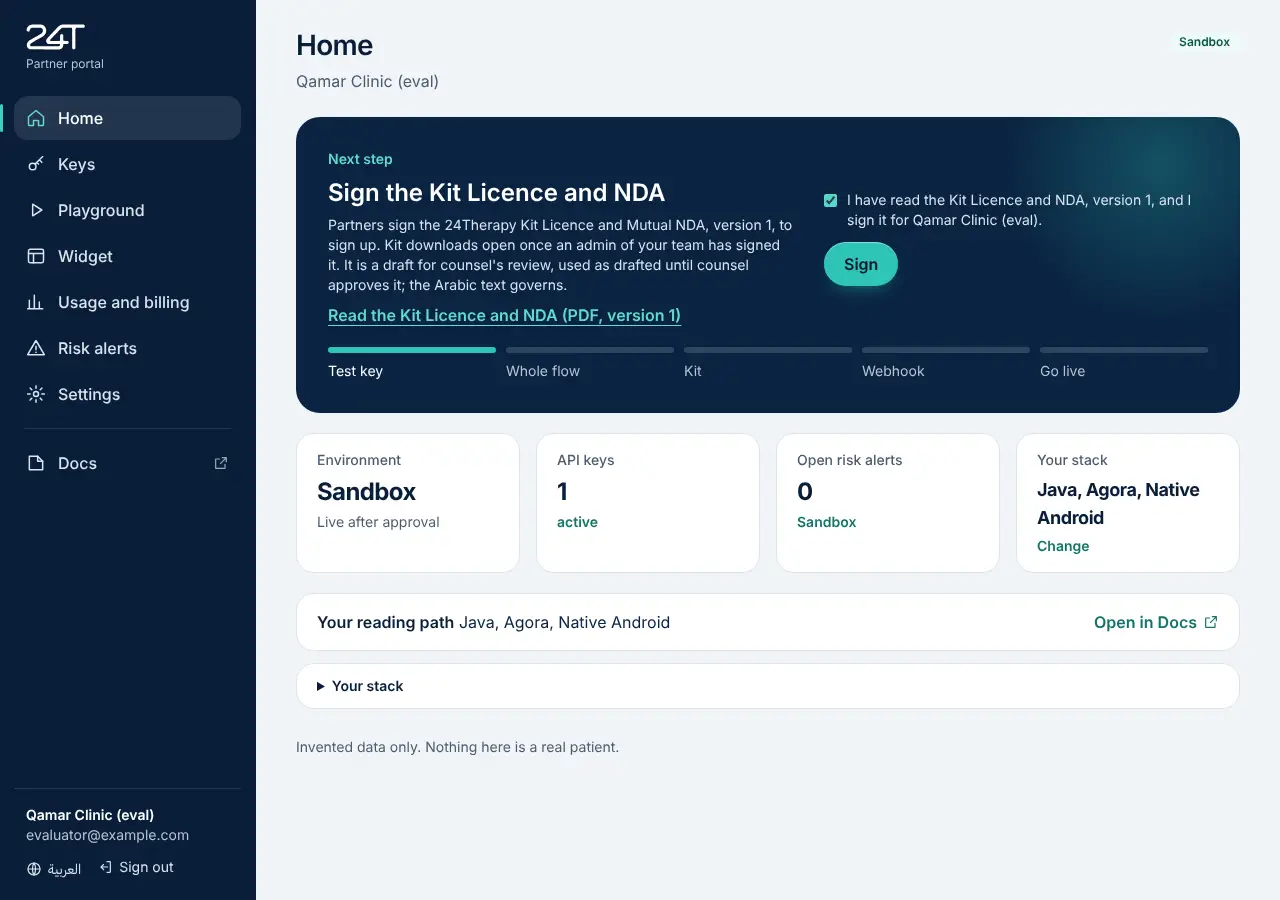 24T
Partner portal
Home
Keys
Playground
Widget
Usage and billing
Risk alerts
Settings
Docs
Qamar Clinic (eval)
evaluator@example.com
العربية
Sign out
Home
Sandbox
Qamar Clinic (eval)
Next step
Sign the Kit Licence and NDA
Partners sign the 24Therapy Kit Licence and Mutual NDA, version 1, to
sign up. Kit downloads open once an admin of your team has signed
it. It is a draft for counsel's review, used as drafted until counsel
approves it; the Arabic text governs.
Read the Kit Licence and NDA (PDF, version 1)
I have read the Kit Licence and NDA, version 1, and I
sign it for Qamar Clinic (eval).
Sign
Test key
Whole flow
Kit
Webhook
Go live
Environment
Sandbox
Live after approval
API keys
1
active
Open risk alerts
0
Sandbox
Your stack
Java, Agora, Native
Android
Change
Your reading path Java, Agora, Native Android
Open in Docs
Your stack
Invented data only. Nothing here is a real patient.